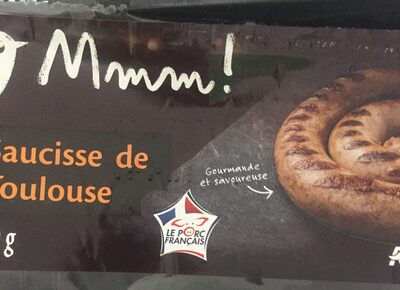 Mmm!
aucisse de
oulouse
Gourmande
et savoureuse
LE PORC
FRANÇAIS
g